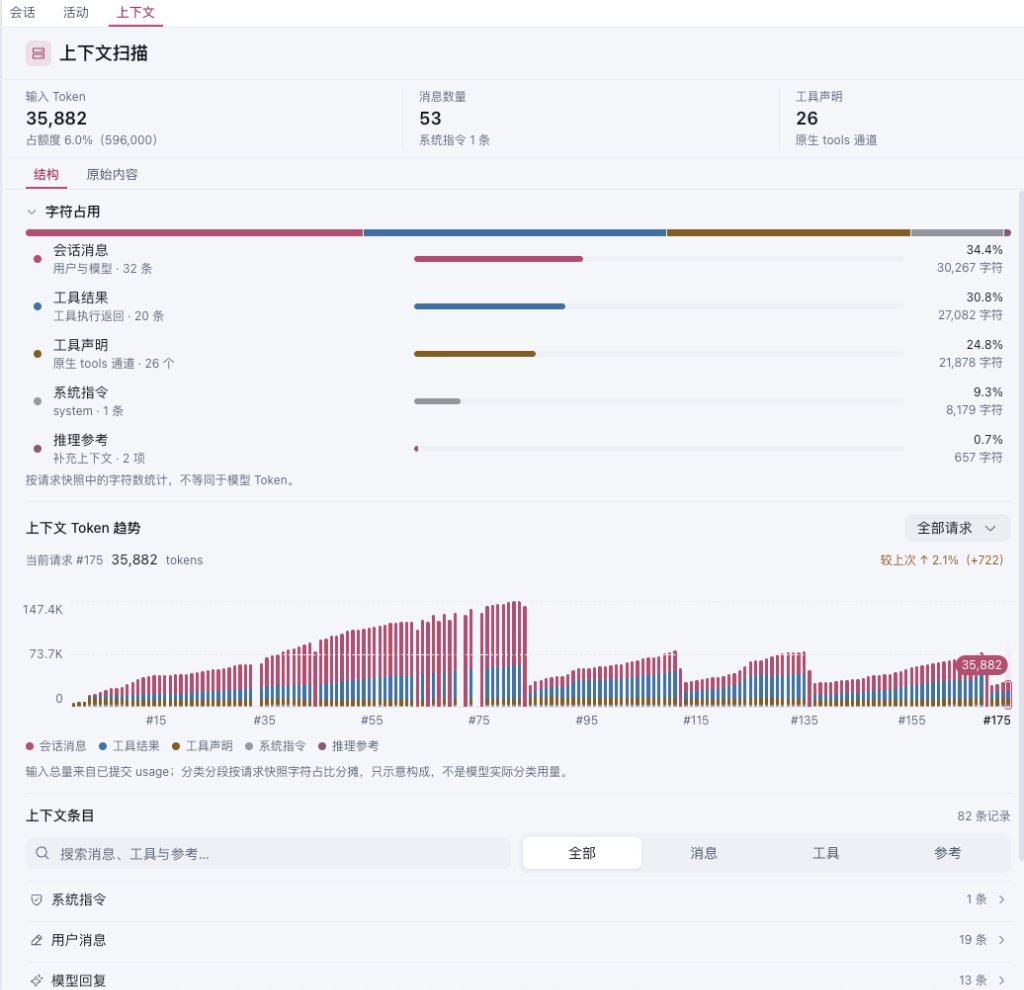 会话 活动 上下文
上下文扫描
输入 Token 消息数量 工具声明
35,882 53 26
占额度 6.0%（596,000） 系统指令 1 条 原生 tools 通道
结构 原始内容
字符占用
会话消息 34.4%
用户与模型 · 32 条 30,267 字符
工具结果 30.8%
工具执行返回 · 20 条 27,082 字符
工具声明 24.8%
原生 tools 通道 · 26 个 21,878 字符
系统指令 9.3%
system · 1 条 8,179 字符
推理参考 0.7%
补充上下文 · 2 项 657 字符
按请求快照中的字符数统计，不等同于模型 Token。
上下文 Token 趋势 全部请求
当前请求 #175 35,882 tokens 较上次 ↑ 2.1%（+722）
147.4K
73.7K 35,882
0
#15 #35 #55 #75 #95 #115 #135 #155 #175
会话消息 工具结果 工具声明 系统指令 推理参考
输入总量来自已提交 usage；分类分段按请求快照字符占比分摊，只示意构成，不是模型实际分类用量。
上下文条目 82 条记录
搜索消息、工具与参考... 全部 消息 工具 参考
系统指令 1 条
用户消息 19 条
模型回复 13 条